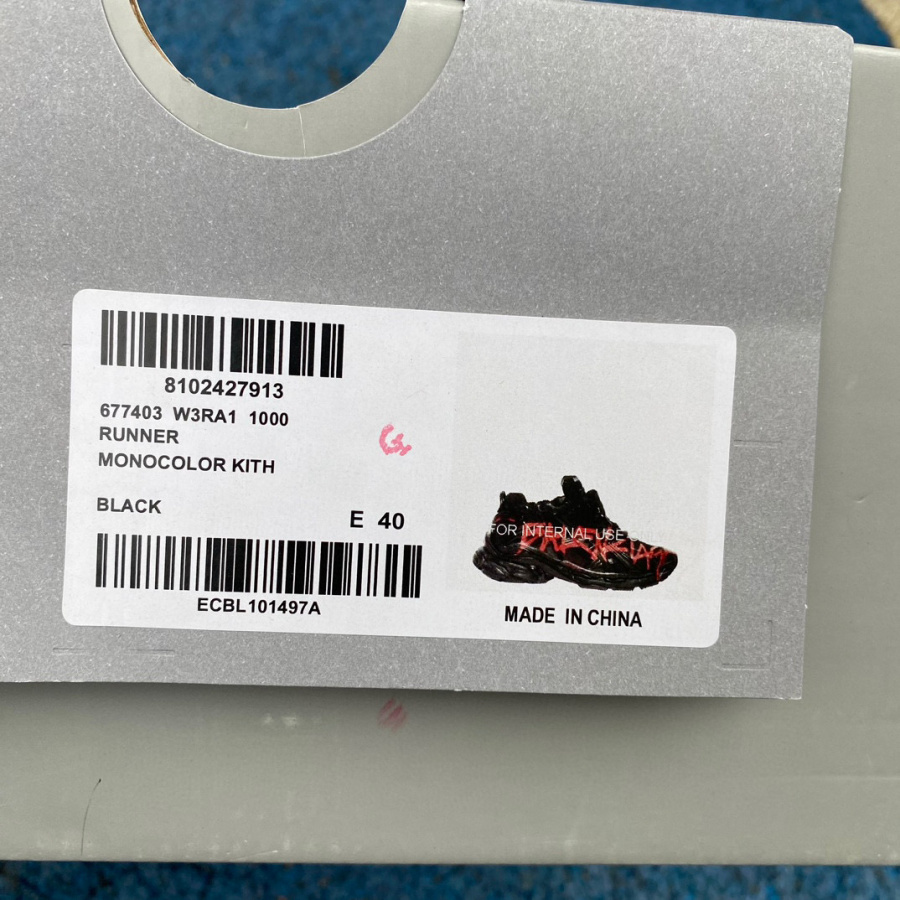 8102427913
677403 W3RA1 1000
RUNNER
MONOCOLOR KITH
BLACK
E 40
ECBL101497A
FOR INTERNAL USE
MADE IN CHINA